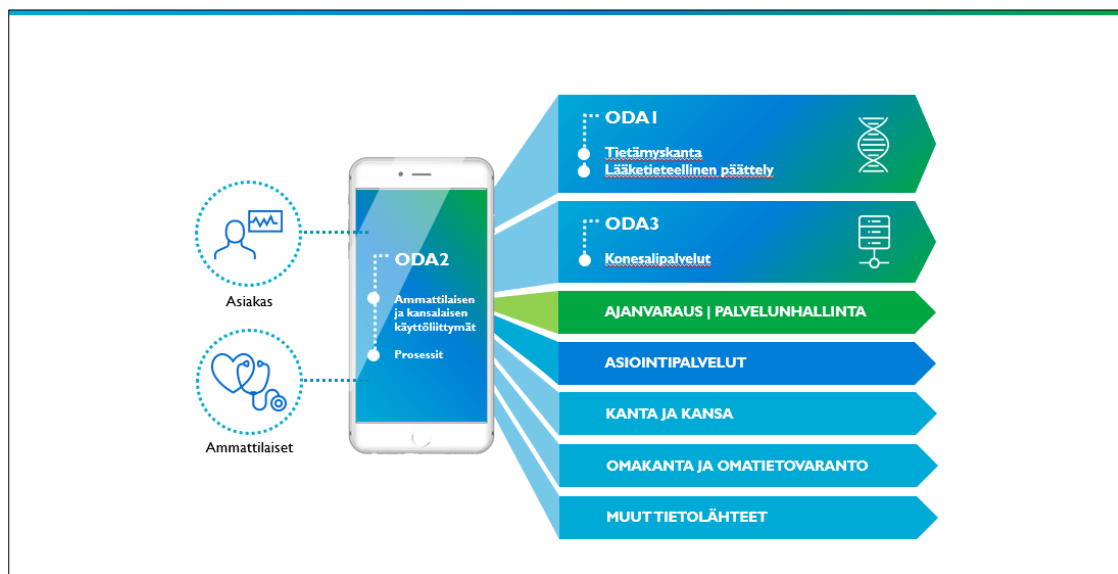 Asiakas
Ammattilaiset
ODA2
Ammattilaisen
ja kansalaisen
käyttöliittymät
Prosessit
ODA1
Tietämyskanta
Lääketieteellinen päättely
ODA3
Konesalipalvelut
AJANVARAUS | PALVELUNHALLINTA
ASIOINTIPALVELUT
KANTA JA KANSA
OMAKANTA JA OMATIETOVARANTO
MUUT TIETOLÄHTEET